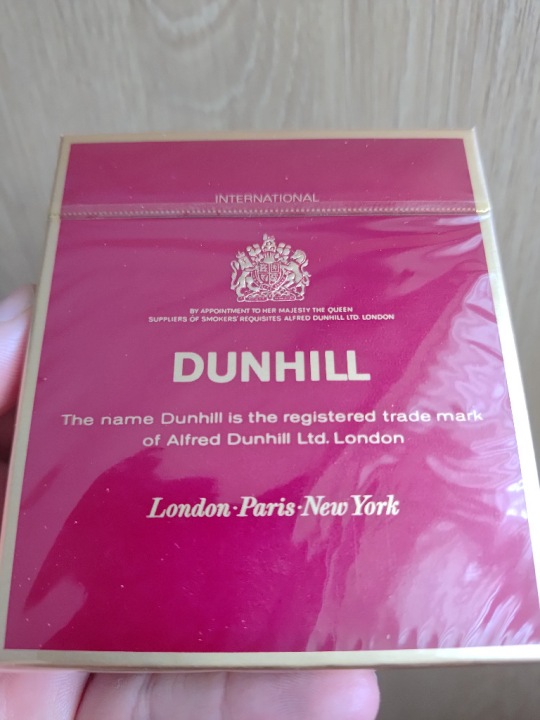 INTERNATIONAL
BY APPOINTMENT TO HER MAJESTY THE QUEEN
SUPPLIERS OF SMOKERS' REQUISITES ALFRED DUNHILL LTD. LONDON
DUNHILL
The name Dunhill is the registered trade mark
of Alfred Dunhill Ltd. London
London·Paris·New York